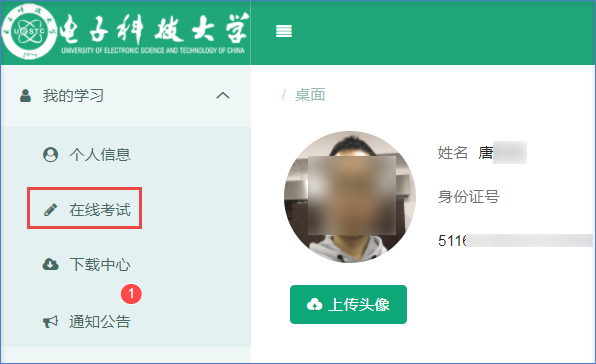 电子科技大学
UNIVERSITY OF ELECTRONIC SCIENCE AND TECHNOLOGY OF CHINA
我的学习
/ 桌面
个人信息
姓名 唐
在线考试
身份证号
5116
下载中心
1
上传头像
通知公告